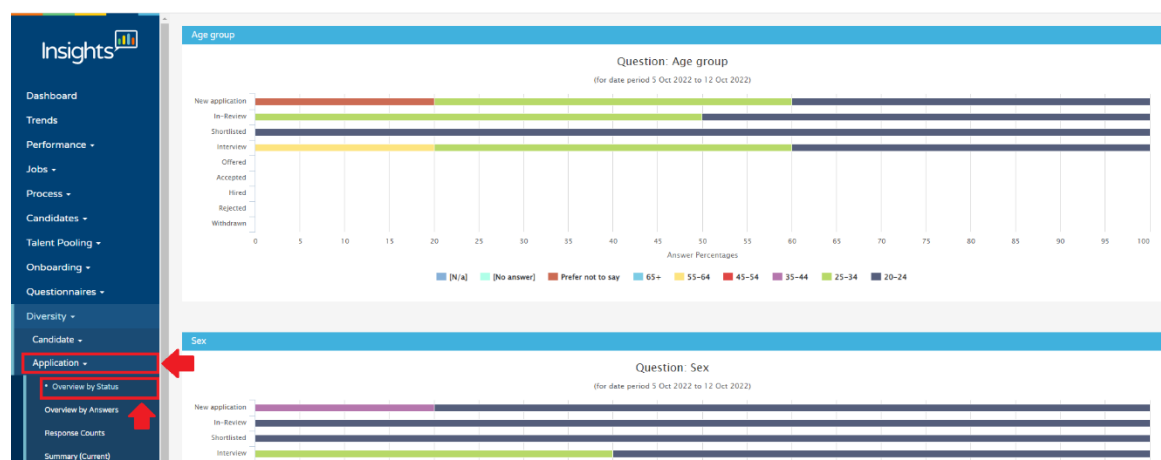 Insights
Dashboard
Trends
Performance
Jobs
Process
Candidates
Talent Pooling
Onboarding
Questionnaires
Diversity
Candidate
Application
• Overview by Status
Overview by Answers
Response Counts
Summary (Current)
Age group
Question: Age group
(for date period 5 Oct 2022 to 12 Oct 2022)
New application
In-Review
Shortlisted
Interview
Offered
Accepted
Hired
Rejected
Withdrawn
0 5 10 15 20 25 30 35 40 45 50 55 60 65 70 75 80 85 90 95 100
Answer Percentages
[N/a] [No answer] Prefer not to say 65+ 55-64 45-54 35-44 25-34 20-24
Sex
Question: Sex
(for date period 5 Oct 2022 to 12 Oct 2022)
New application
In-Review
Shortlisted
Interview